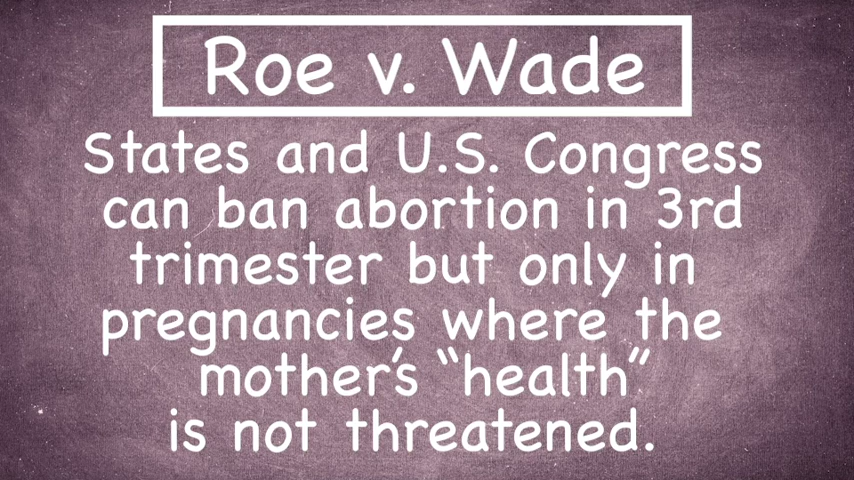 Roe v. Wade
States and U.S. Congress
can ban abortion in 3rd
trimester but only in
pregnancies where the
mother's “health”
is not threatened.